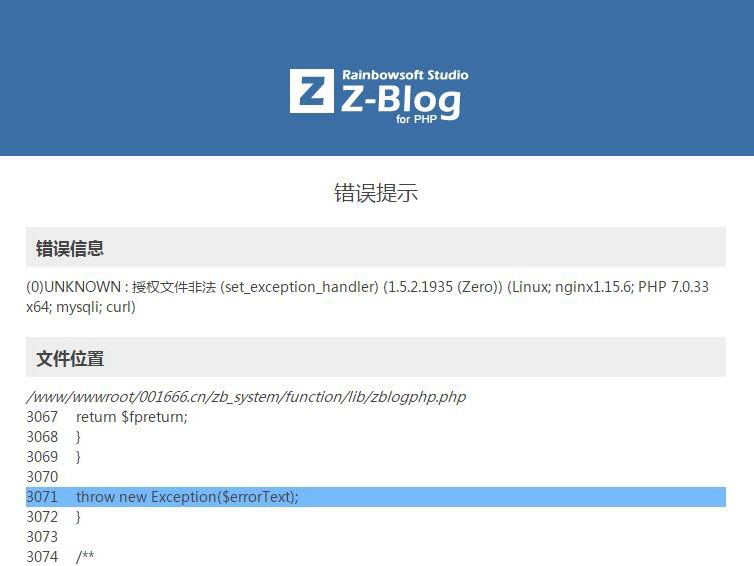 Z
Rainbowsoft Studio
Z-Blog
for PHP
错误提示
错误信息
(0)UNKNOWN : 授权文件非法 (set_exception_handler) (1.5.2.1935 (Zero)) (Linux; nginx1.15.6; PHP 7.0.33
x64; mysqli; curl)
文件位置
/www/wwwroot/001666.cn/zb_system/function/lib/zblogphp.php
3067 return $fpreturn;
3068 }
3069 }
3070
3071 throw new Exception($errorText);
3072 }
3073
3074 /**